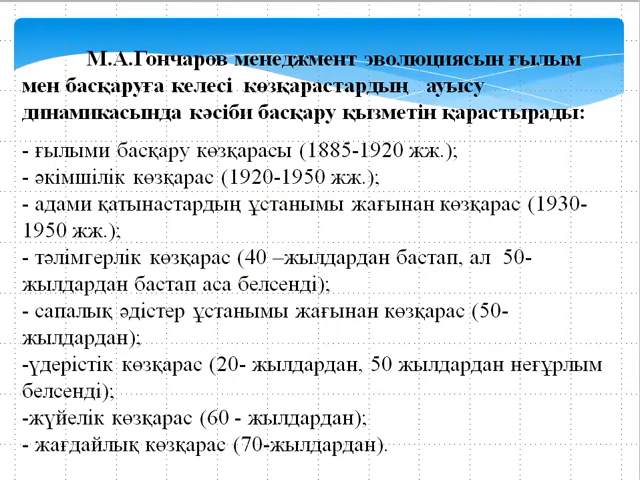 М.А.Гончаров менеджмент эволюциясын ғылым
мен басқаруға келесі көзқарастардың ауысу
динамикасында кәсіби басқару қызметін қарастырады:
- ғылыми басқару көзқарасы (1885-1920 жж.);
- әкімшілік көзқарас (1920-1950 жж.);
- адами қатынастардың ұстанымы жағынан көзқарас (1930-
1950 жж.);
- тәлімгерлік көзқарас (40 –жылдардан бастап, ал 50-
жылдардан бастап аса белсенді);
- сапалық әдістер ұстанымы жағынан көзқарас (50-
жылдардан);
-үдерістік көзқарас (20- жылдардан, 50 жылдардан неғұрлым
белсенді);
-жүйелік көзқарас (60 - жылдардан);
- жағдайлық көзқарас (70-жылдардан).